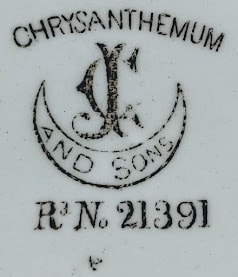 CHRYSANTHEMUM
AND SONS
Rᵈ No. 21391